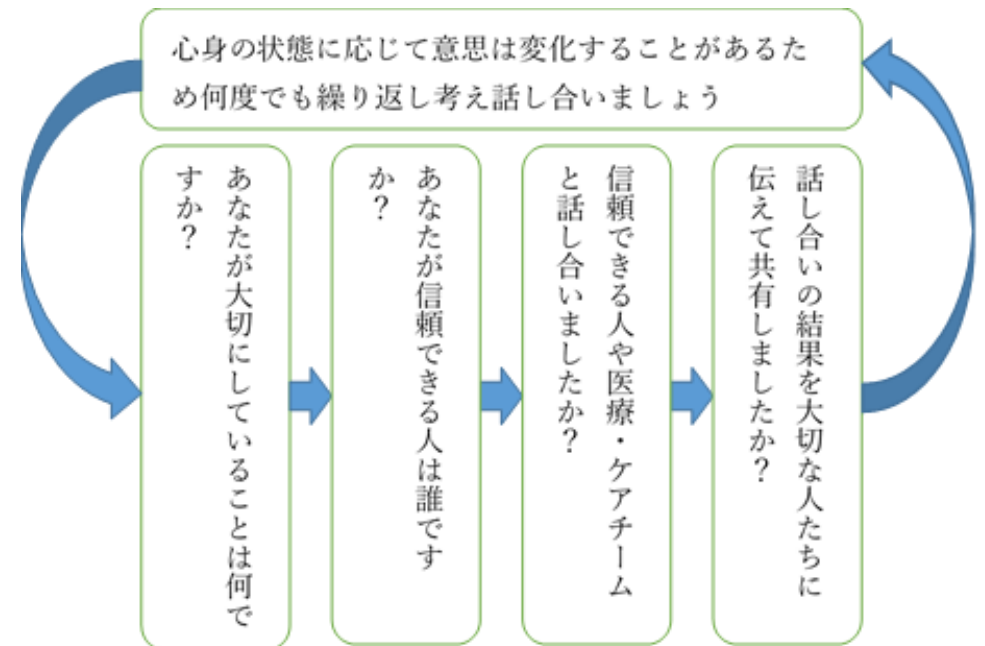 心身の状態に応じて意思は変化することがあるた
め何度でも繰り返し考え話し合いましょう
あなたが大切にしていることは何で
すか？
あなたが信頼できる人は誰です
か？
信頼できる人や医療・ケアチーム
と話し合いましたか？
話し合いの結果を大切な人たちに
伝えて共有しましたか？